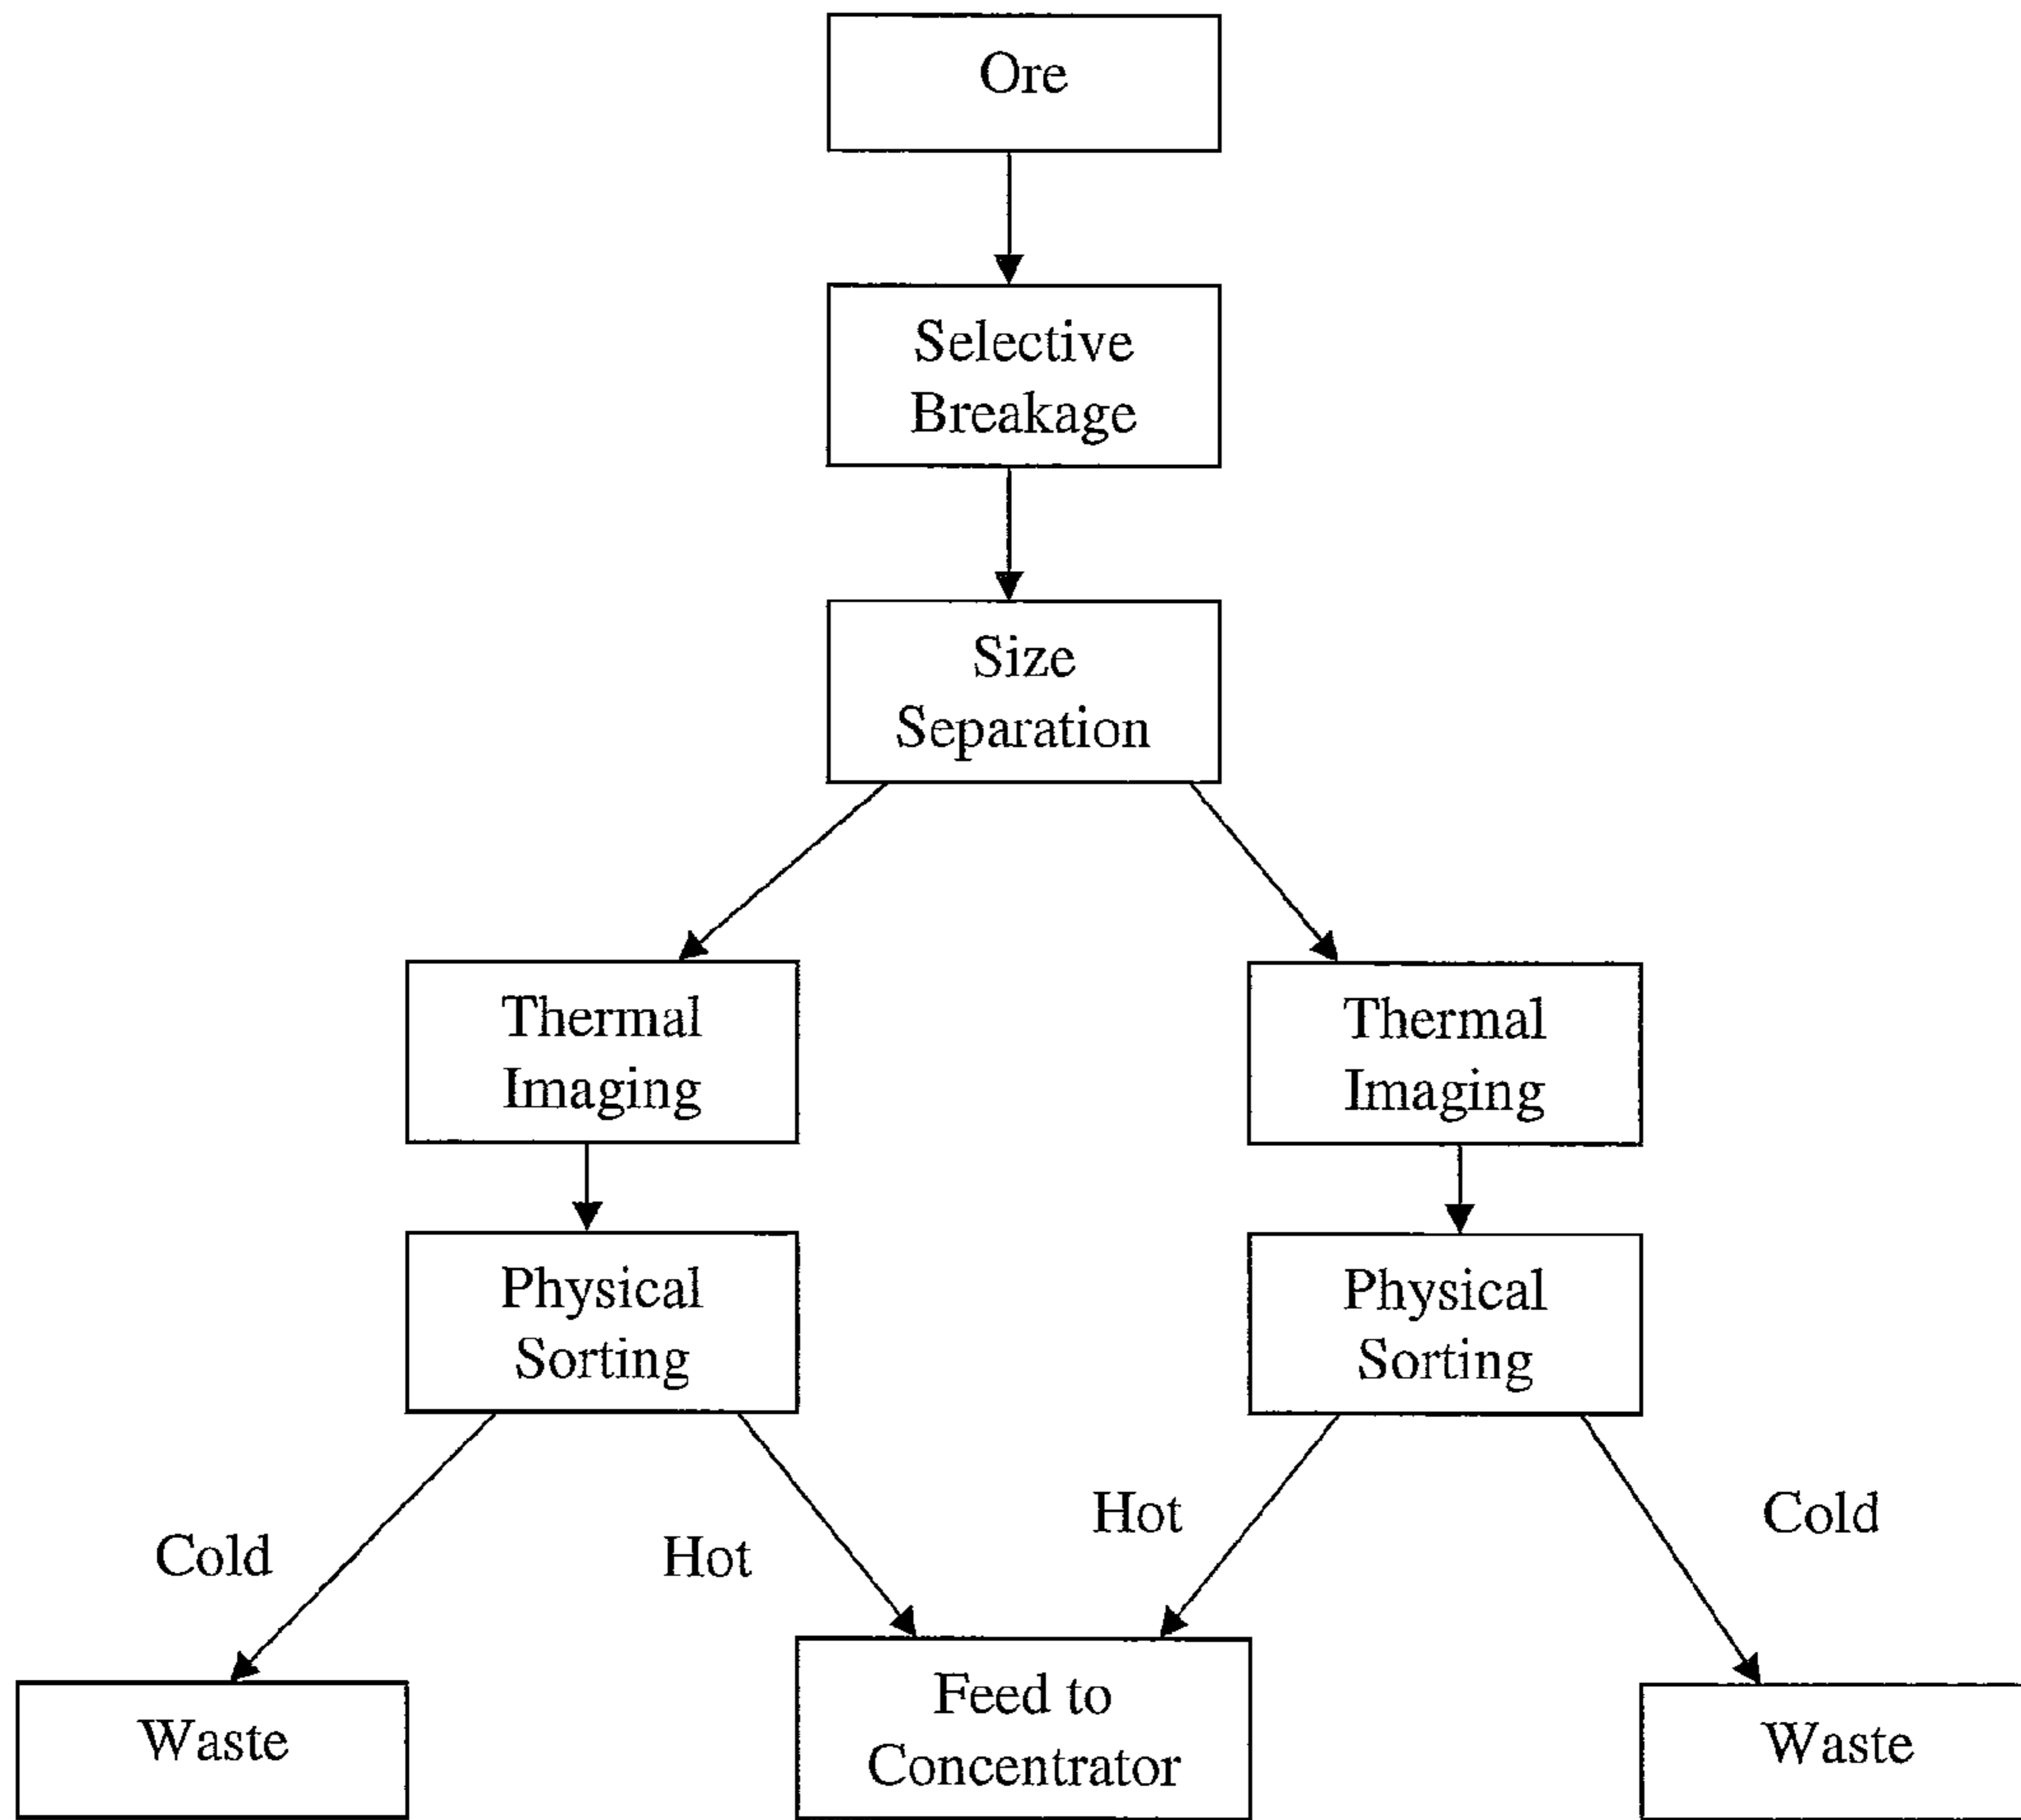 Ore
Selective
Breakage
Size
Separation
Thermal
Imaging
Thermal
Imaging
Physical
Sorting
Physical
Sorting
Cold
Hot
Hot
Cold
Waste
Feed to
Concentrator
Waste